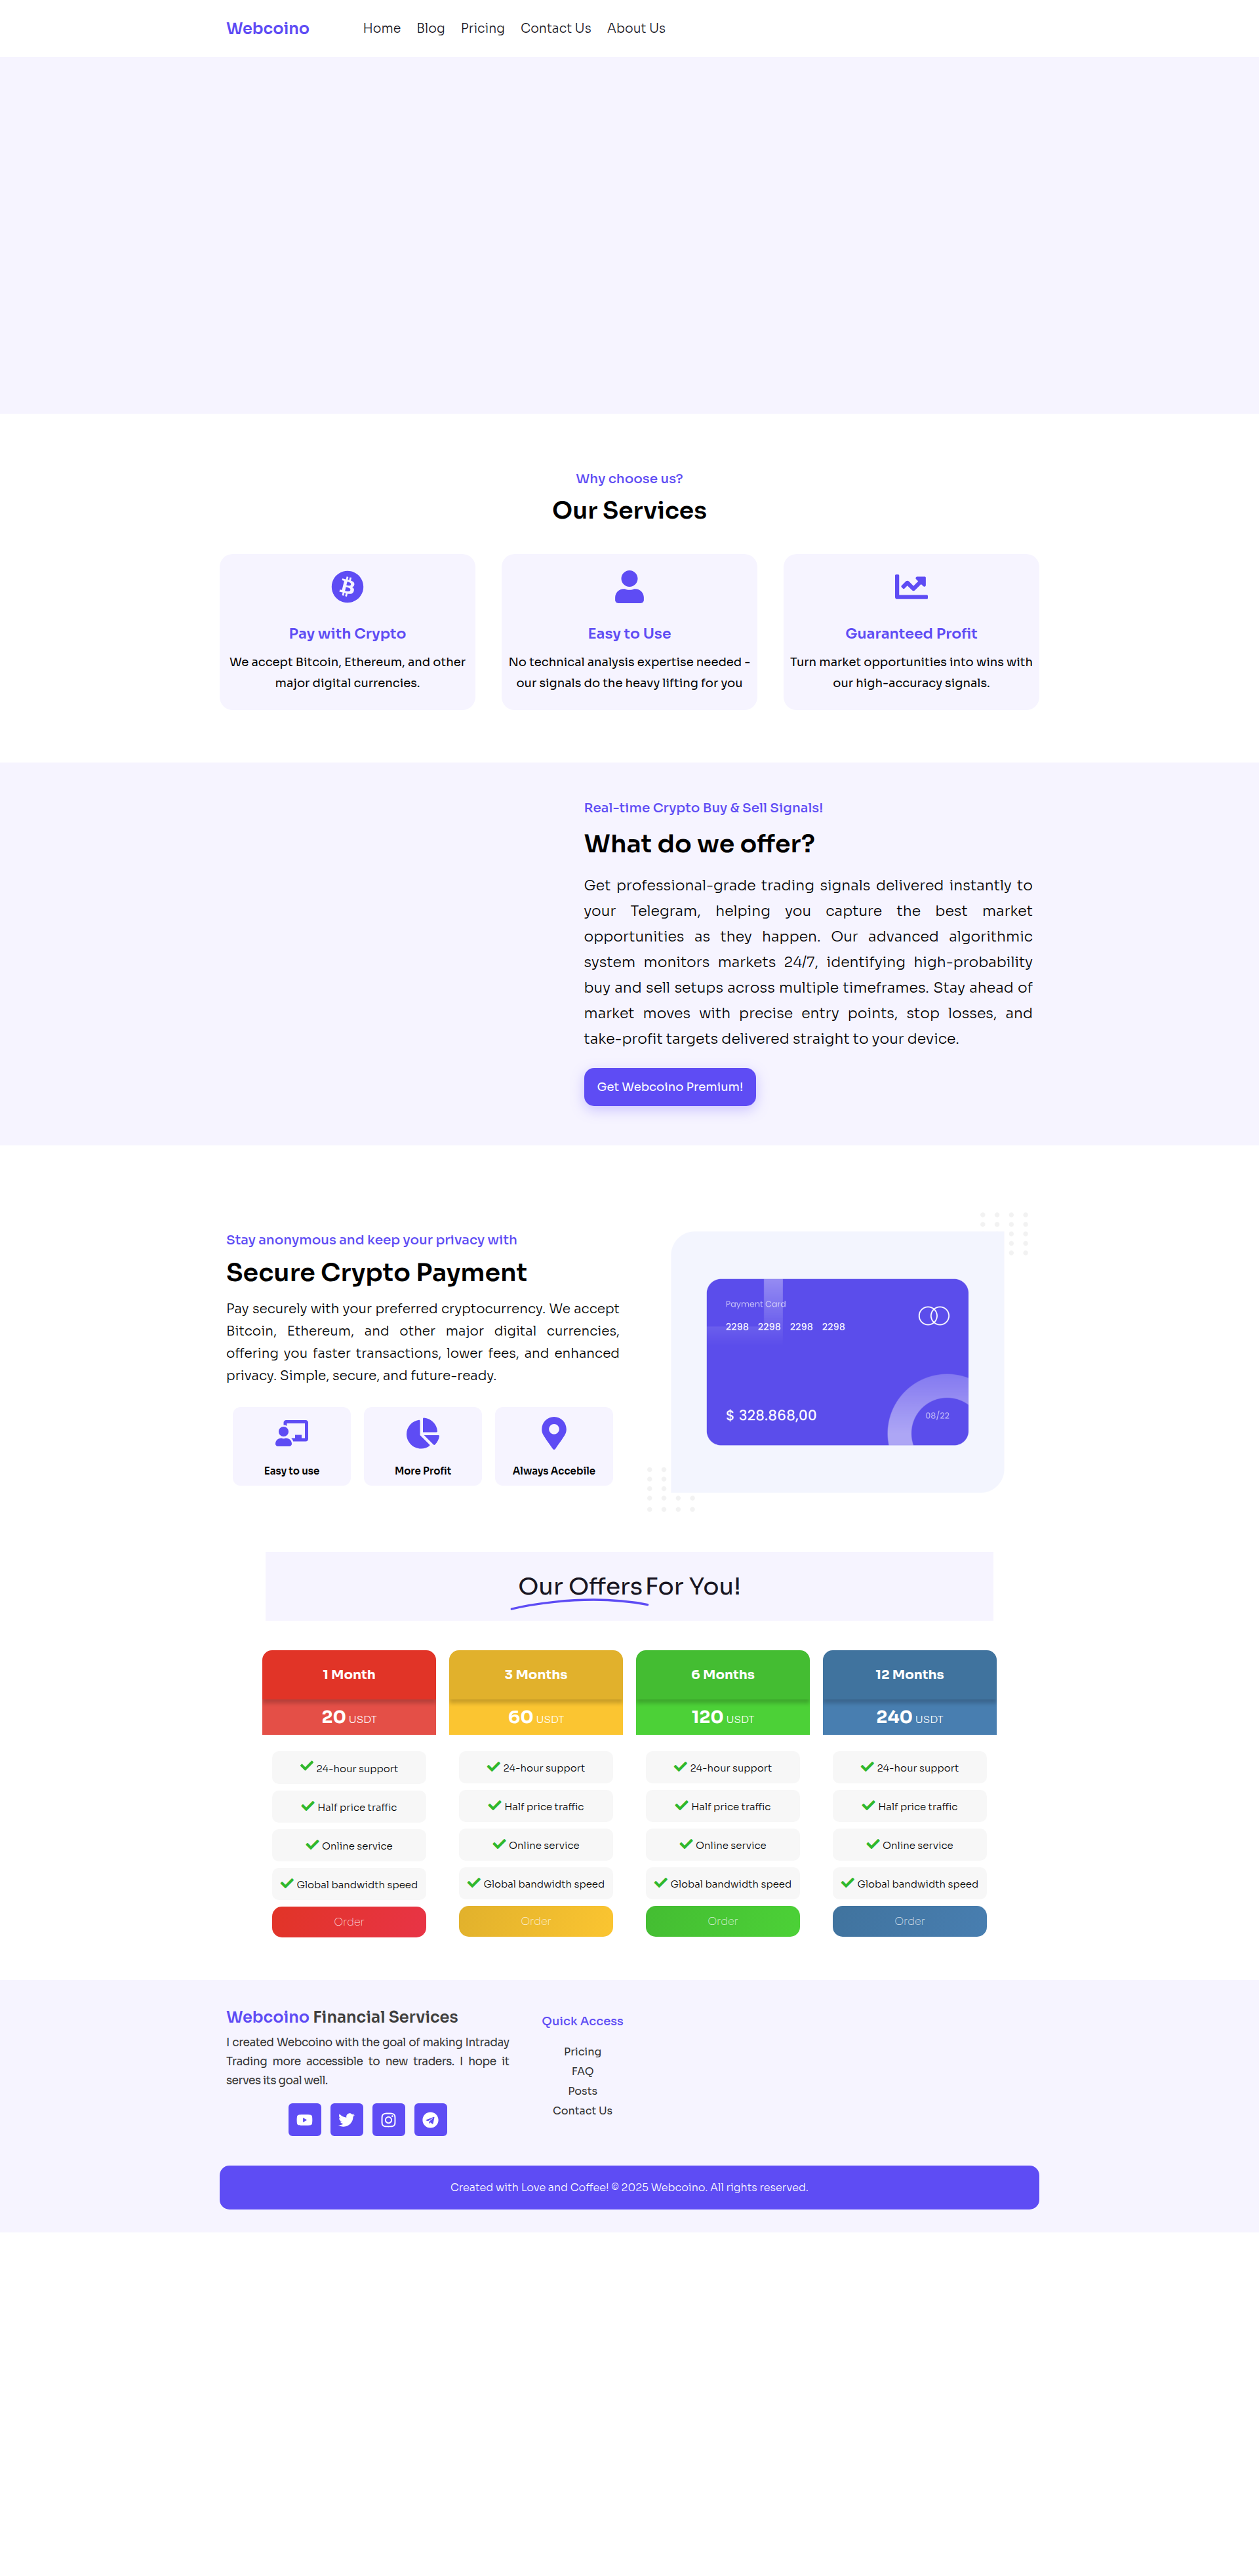 Webcoino
Home Blog Pricing Contact Us About Us
Why choose us?
Our Services
Pay with Crypto
We accept Bitcoin, Ethereum, and other
major digital currencies.
Easy to Use
No technical analysis expertise needed -
our signals do the heavy lifting for you
Guaranteed Profit
Turn market opportunities into wins with
our high-accuracy signals.
Real-time Crypto Buy & Sell Signals!
What do we offer?
Get professional-grade trading signals delivered instantly to
your Telegram, helping you capture the best market
opportunities as they happen. Our advanced algorithmic
system monitors markets 24/7, identifying high-probability
buy and sell setups across multiple timeframes. Stay ahead of
market moves with precise entry points, stop losses, and
take-profit targets delivered straight to your device.
Get Webcoino Premium!
Stay anonymous and keep your privacy with
Secure Crypto Payment
Pay securely with your preferred cryptocurrency. We accept
Bitcoin, Ethereum, and other major digital currencies,
offering you faster transactions, lower fees, and enhanced
privacy. Simple, secure, and future-ready.
Easy to use
More Profit
Always Accebile
Payment Card
2298 2298 2298 2298
$ 328.868,00
08/22
Our Offers For You!
1 Month
20 USDT
24-hour support
Half price traffic
Online service
Global bandwidth speed
Order
3 Months
60 USDT
24-hour support
Half price traffic
Online service
Global bandwidth speed
Order
6 Months
120 USDT
24-hour support
Half price traffic
Online service
Global bandwidth speed
Order
12 Months
240 USDT
24-hour support
Half price traffic
Online service
Global bandwidth speed
Order
Webcoino Financial Services
I created Webcoino with the goal of making Intraday
Trading more accessible to new traders. I hope it
serves its goal well.
Quick Access
Pricing
FAQ
Posts
Contact Us
Created with Love and Coffee! © 2025 Webcoino. All rights reserved.